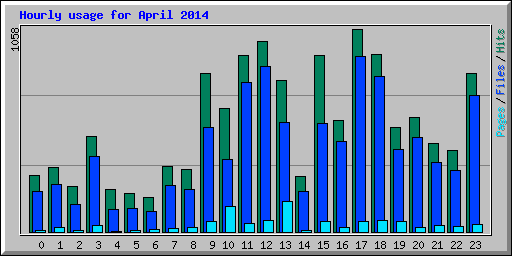 Hourly usage for April 2014
1058
Pages / Files / Hits
0 1 2 3 4 5 6 7 8 9 10 11 12 13 14 15 16 17 18 19 20 21 22 23